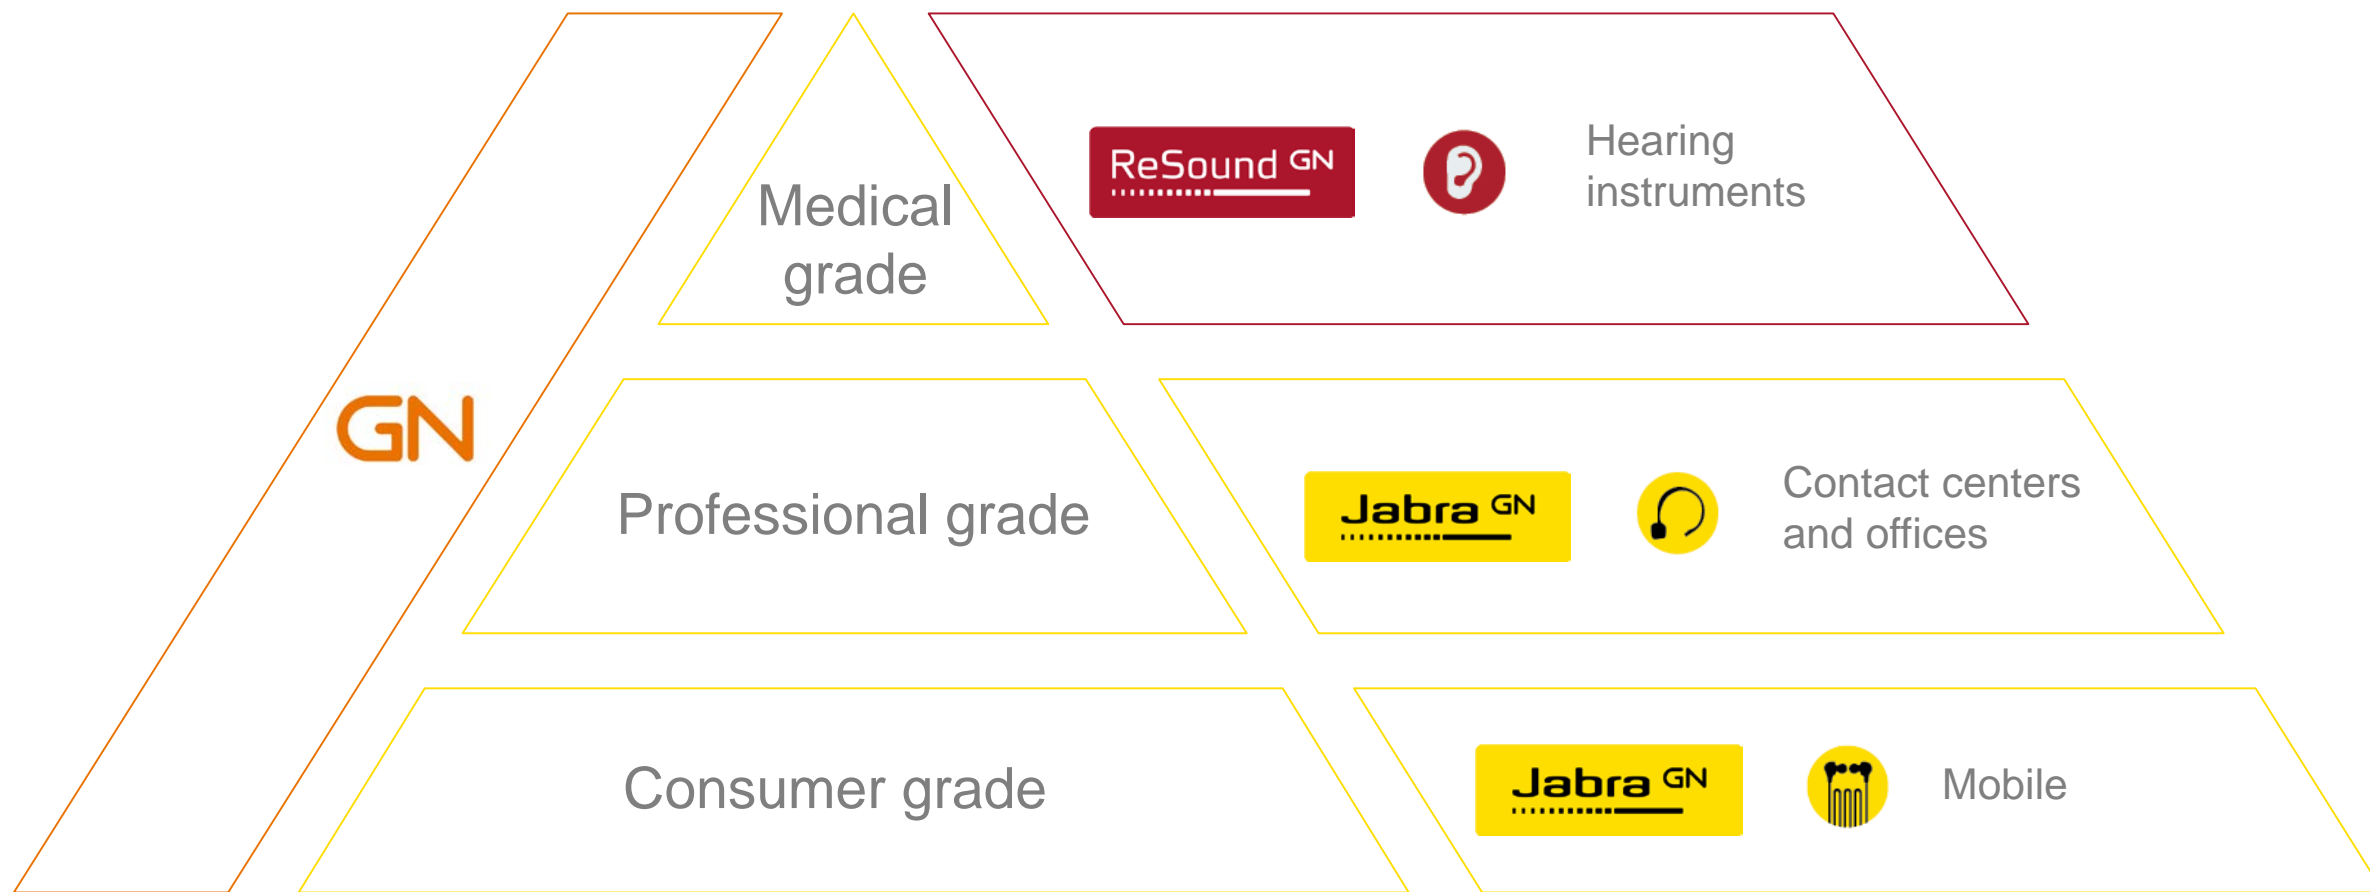 GN
Medical
grade
ReSound GN
Hearing
instruments
Professional grade
Jabra GN
Contact centers
and offices
Consumer grade
Jabra GN
Mobile